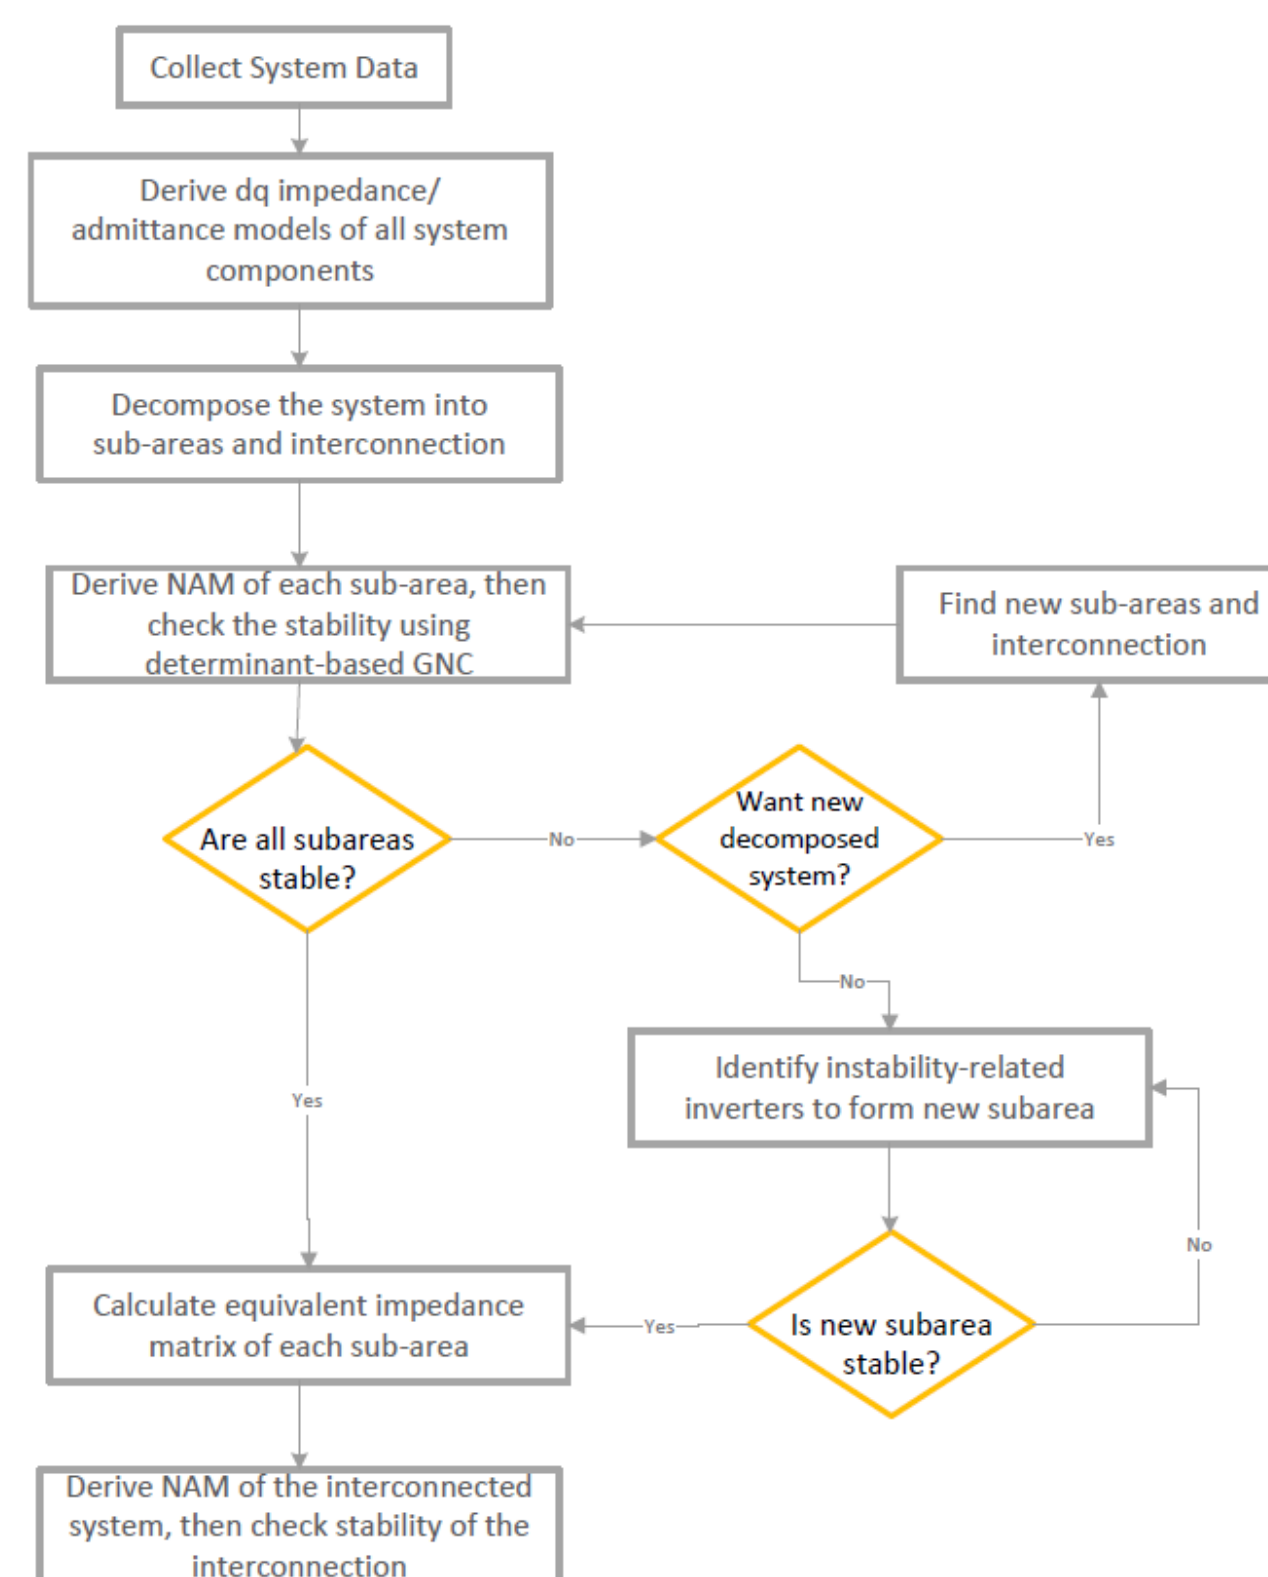 Collect System Data
Derive dq impedance/
admittance models of all system
components
Decompose the system into
sub-areas and interconnection
Derive NAM of each sub-area, then
check the stability using
determinant-based GNC
Find new sub-areas and
interconnection
Are all subareas
stable?
No
Want new
decomposed
system?
Yes
No
Identify instability-related
inverters to form new subarea
Yes
No
Is new subarea
stable?
Yes
Calculate equivalent impedance
matrix of each sub-area
Derive NAM of the interconnected
system, then check stability of the
interconnection